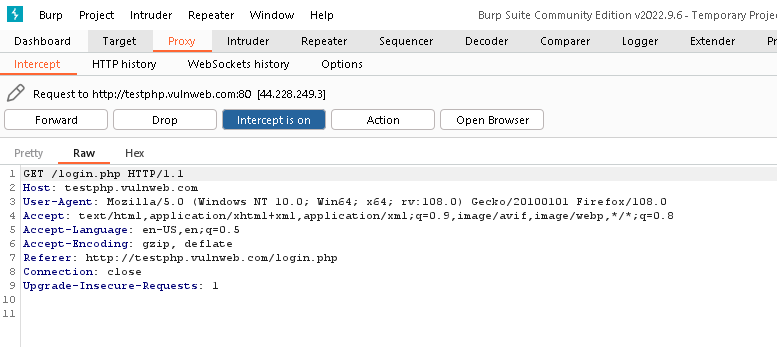 Burp Project Intruder Repeater Window Help Burp Suite Community Edition v2022.9.6 - Temporary Proje
Dashboard Target Proxy Intruder Repeater Sequencer Decoder Comparer Logger Extender Pr
Intercept HTTP history WebSockets history Options
Request to http://testphp.vulnweb.com:80 [44.228.249.3]
Forward Drop Intercept is on Action Open Browser
Pretty Raw Hex
1 GET /login.php HTTP/1.1
2 Host: testphp.vulnweb.com
3 User-Agent: Mozilla/5.0 (Windows NT 10.0; Win64; x64; rv:108.0) Gecko/20100101 Firefox/108.0
4 Accept: text/html,application/xhtml+xml,application/xml;q=0.9,image/avif,image/webp,*/*;q=0.8
5 Accept-Language: en-US,en;q=0.5
6 Accept-Encoding: gzip, deflate
7 Referer: http://testphp.vulnweb.com/login.php
8 Connection: close
9 Upgrade-Insecure-Requests: 1
10
11